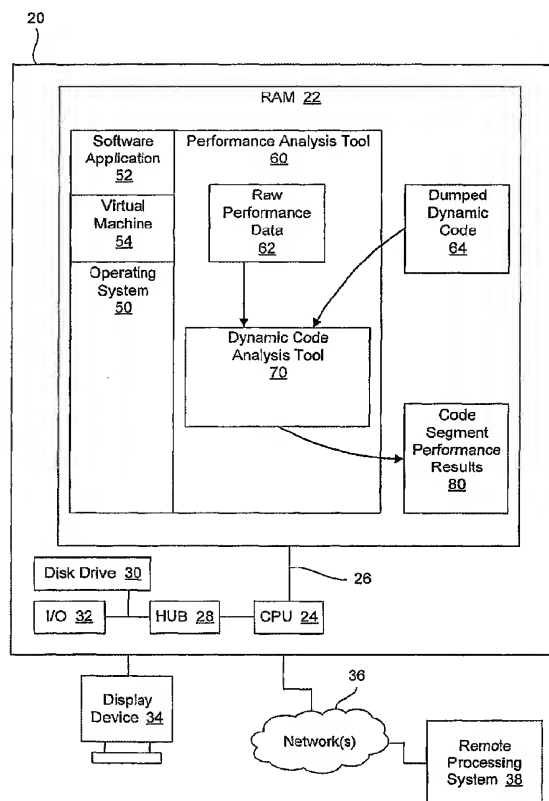 20
RAM 22
Software
Application
52
Virtual
Machine
54
Operating
System
50
Performance Analysis Tool
60
Raw
Performance
Data
62
Dumped
Dynamic
Code
64
Dynamic Code
Analysis Tool
70
Code
Segment
Performance
Results
80
Disk Drive 30
26
I/O 32
HUB 28
CPU 24
Display
Device 34
36
Network(s)
Remote
Processing
System 38